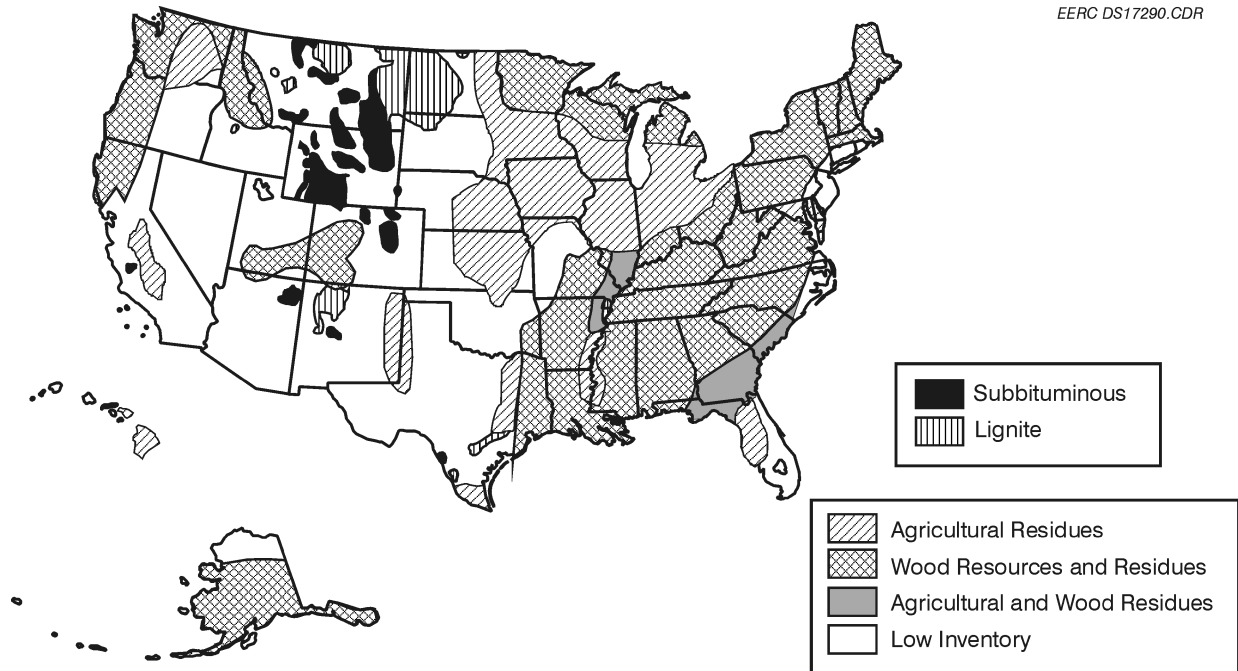 EERC DS17290.CDR
Subbituminous
Lignite
Agricultural Residues
Wood Resources and Residues
Agricultural and Wood Residues
Low Inventory